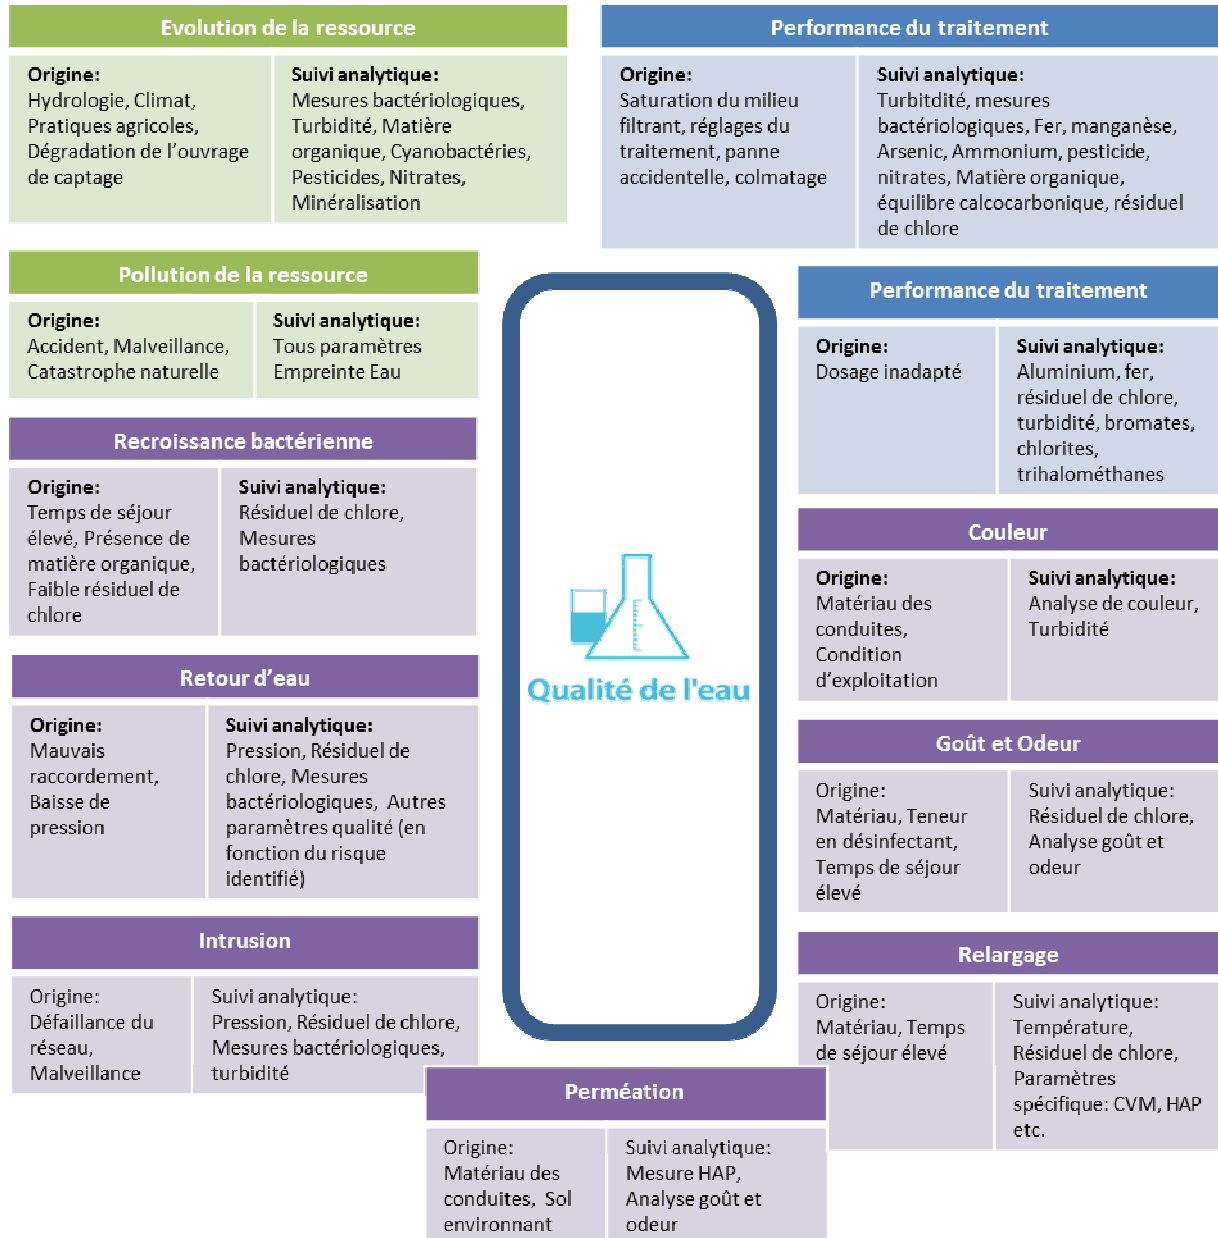 Evolution de la ressource
Origine:
Hydrologie, Climat,
Pratiques agricoles,
Dégradation de l'ouvrage
de captage
Suivi analytique:
Mesures bactériologiques,
Turbidité, Matière
organique, Cyanobactéries,
Pesticides, Nitrates,
Minéralisation
Performance du traitement
Origine:
Saturation du milieu
filtrant, réglages du
traitement, panne
accidentelle, colmatage
Suivi analytique:
Turbitdité, mesures
bactériologiques, Fer, manganèse,
Arsenic, Ammonium, pesticide,
nitrates, Matière organique,
équilibre calcocarbonique, résiduel
de chlore
Pollution de la ressource
Origine:
Accident, Malveillance,
Catastrophe naturelle
Suivi analytique:
Tous paramètres
Empreinte Eau
Performance du traitement
Origine:
Dosage inadapté
Suivi analytique:
Aluminium, fer,
résiduel de chlore,
turbidité, bromates,
chlorites,
trihalométhanes
Recroissance bactérienne
Origine:
Temps de séjour
élevé, Présence de
matière organique,
Faible résiduel de
chlore
Suivi analytique:
Résiduel de chlore,
Mesures
bactériologiques
Couleur
Origine:
Matériau des
conduites,
Condition
d'exploitation
Suivi analytique:
Analyse de couleur,
Turbidité
Qualité de l'eau
Retour d'eau
Origine:
Mauvais
raccordement,
Baisse de
pression
Suivi analytique:
Pression, Résiduel de
chlore, Mesures
bactériologiques, Autres
paramètres qualité (en
fonction du risque
identifié)
Goût et Odeur
Origine:
Matériau, Teneur
en désinfectant,
Temps de séjour
élevé
Suivi analytique:
Résiduel de chlore,
Analyse goût et
odeur
Intrusion
Origine:
Défaillance du
réseau,
Malveillance
Suivi analytique:
Pression, Résiduel de chlore,
Mesures bactériologiques,
turbidité
Relargage
Origine:
Matériau, Temps
de séjour élevé
Suivi analytique:
Température,
Résiduel de chlore,
Paramètres
spécifique: CVM, HAP
etc.
Perméation
Origine:
Matériau des
conduites, Sol
environnant
Suivi analytique:
Mesure HAP,
Analyse goût et
odeur